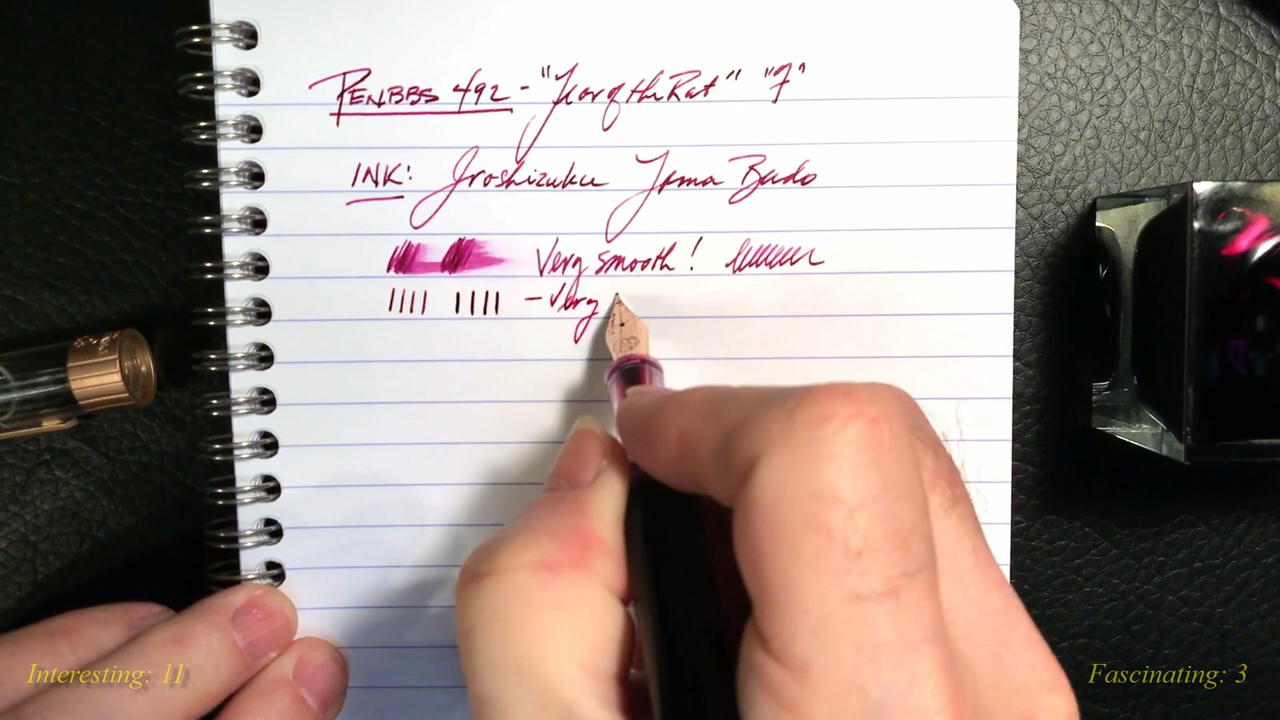 PENBBS 492 - "Year of the Rat" "F"
INK: Iroshizuku Yama Budo
Very smooth!
- Very
Interesting: 11
Fascinating: 3